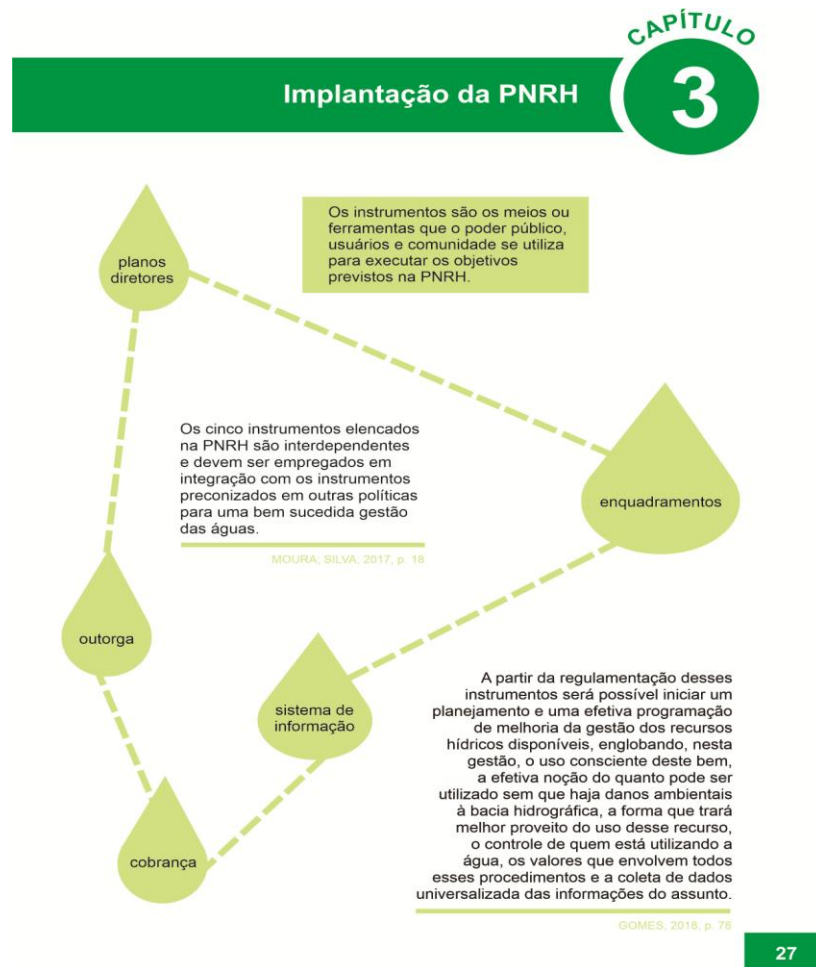 CAPÍTULO
3
Implantação da PNRH
Os instrumentos são os meios ou
ferramentas que o poder público,
usuários e comunidade se utiliza
para executar os objetivos
previstos na PNRH.
planos
diretores
Os cinco instrumentos elencados
na PNRH são interdependentes
e devem ser empregados em
integração com os instrumentos
preconizados em outras políticas
para uma bem sucedida gestão
das águas.
MOURA; SILVA, 2017, p. 18
enquadramentos
outorga
sistema de
informação
A partir da regulamentação desses
instrumentos será possível iniciar um
planejamento e uma efetiva programação
de melhoria da gestão dos recursos
hídricos disponíveis, englobando, nesta
gestão, o uso consciente deste bem,
a efetiva noção do quanto pode ser
utilizado sem que haja danos ambientais
à bacia hidrográfica, a forma que trará
melhor proveito do uso desse recurso,
o controle de quem está utilizando a
água, os valores que envolvem todos
esses procedimentos e a coleta de dados
universalizada das informações do assunto.
GOMES, 2018, p. 78
cobrança
27